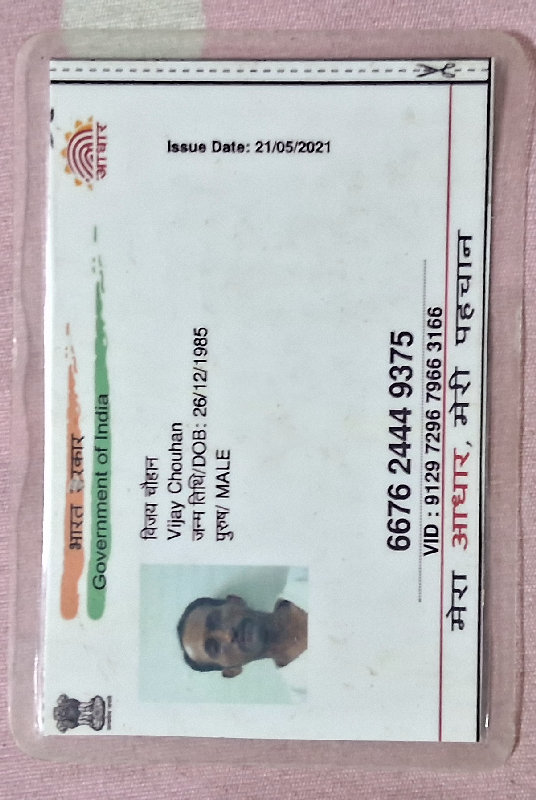 भारत सरकार
Government of India
आधार
Issue Date: 21/05/2021
विजय चौहान
Vijay Chouhan
जन्म तिथि/DOB: 26/12/1985
पुरुष/ MALE
6676 2444 9375
VID : 9129 7296 7966 3166
मेरा आधार, मेरी पहचान